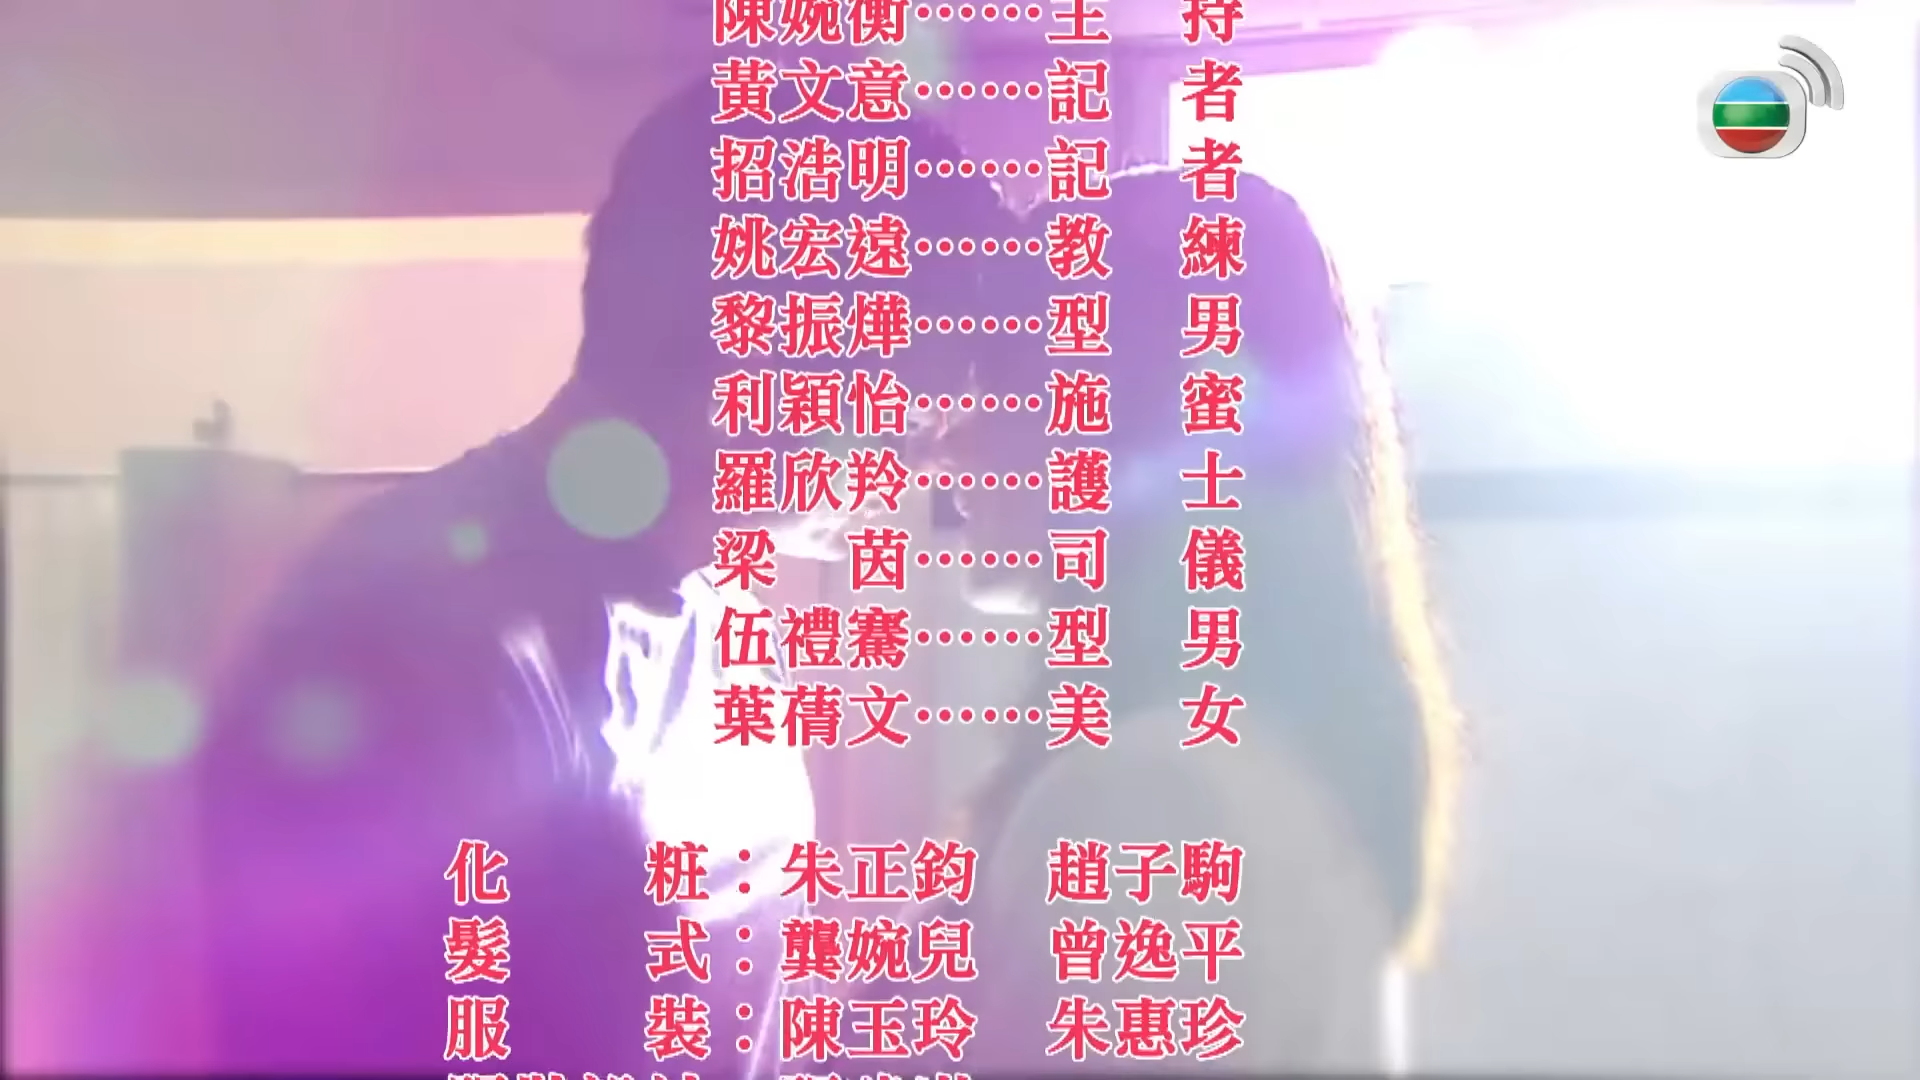 陳婉衡……主 持
黃文意……記 者
招浩明……記 者
姚宏遠……教 練
黎振燁……型 男
利穎怡……施 蜜
羅欣羚……護 士
梁 茵……司 儀
伍禮騫……型 男
葉蒨文……美 女
化 粧：朱正鈞 趙子駒
髮 式：龔婉兒 曾逸平
服 裝：陳玉玲 朱惠珍